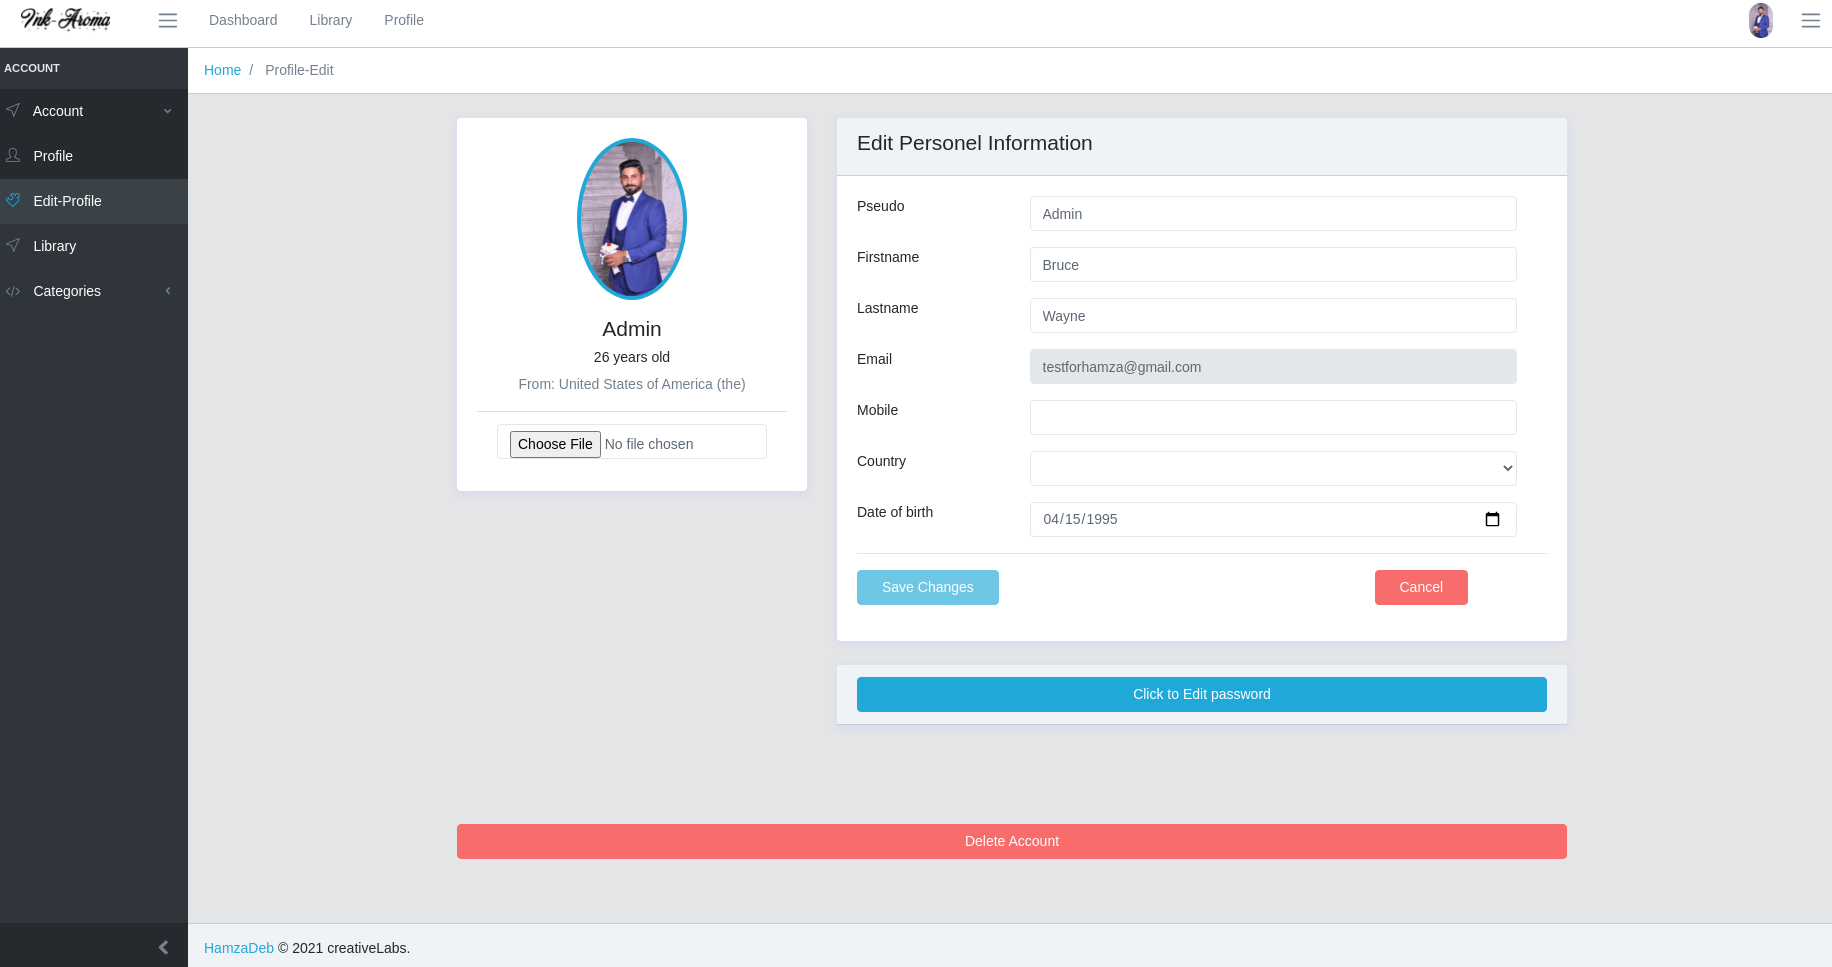 Ink-Aroma
Dashboard Library Profile
ACCOUNT
Home / Profile-Edit
Account
Profile
Edit-Profile
Library
Categories
Admin
26 years old
From: United States of America (the)
Choose File No file chosen
Edit Personel Information
Pseudo Admin
Firstname Bruce
Lastname Wayne
Email testforhamza@gmail.com
Mobile
Country
Date of birth 04/15/1995
Save Changes Cancel
Click to Edit password
Delete Account
HamzaDeb © 2021 creativeLabs.